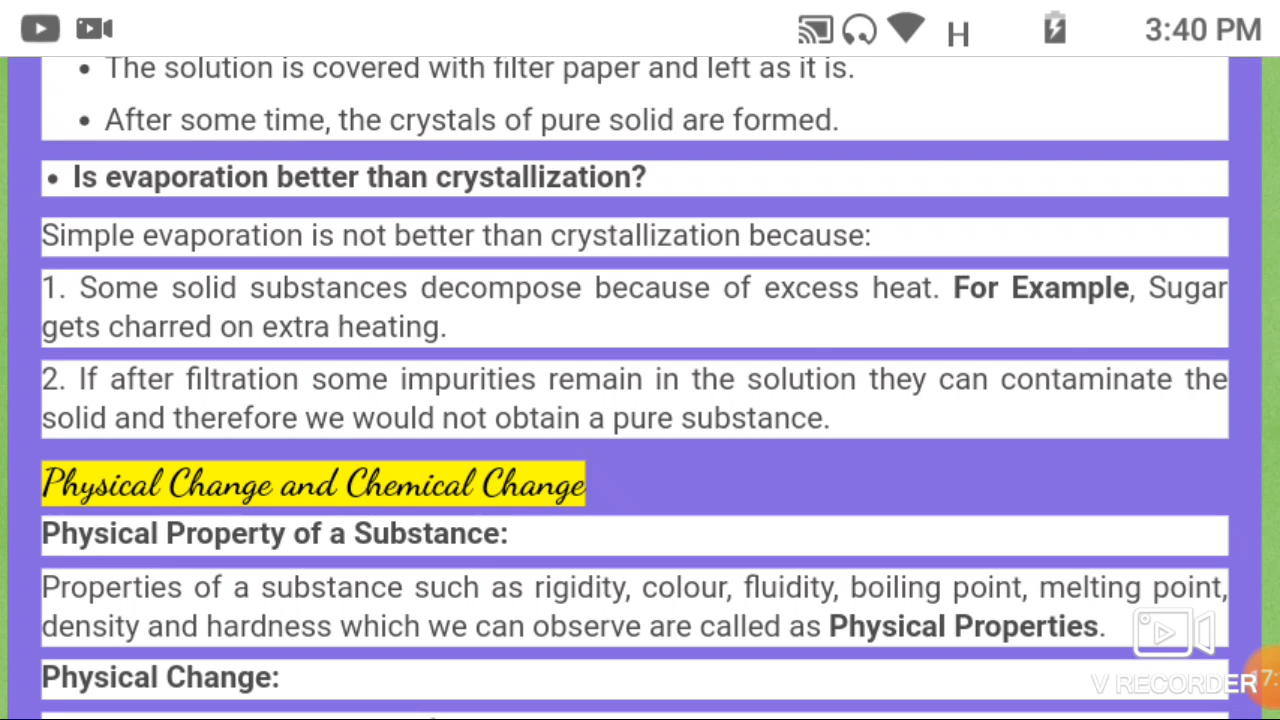 H 3:40 PM
• The solution is covered with filter paper and left as it is.
• After some time, the crystals of pure solid are formed.
• Is evaporation better than crystallization?
Simple evaporation is not better than crystallization because:
1. Some solid substances decompose because of excess heat. For Example, Sugar
gets charred on extra heating.
2. If after filtration some impurities remain in the solution they can contaminate the
solid and therefore we would not obtain a pure substance.
Physical Change and Chemical Change
Physical Property of a Substance:
Properties of a substance such as rigidity, colour, fluidity, boiling point, melting point,
density and hardness which we can observe are called as Physical Properties.
Physical Change:
V RECORDER
17: